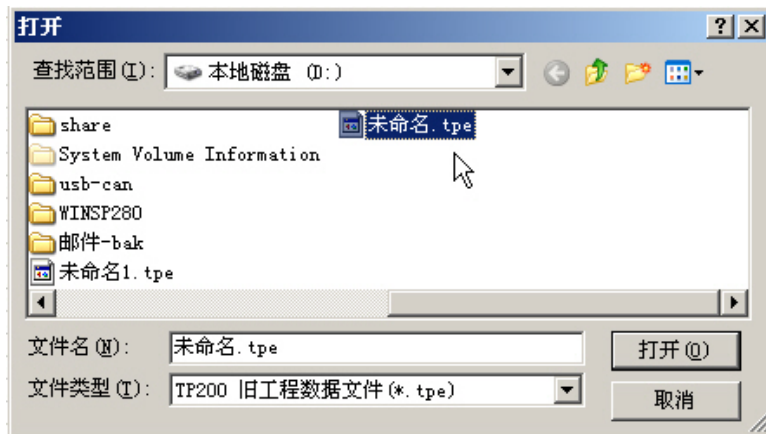 打开
查找范围(I): 本地磁盘 (D:)
share
System Volume Information
usb-can
WINSP280
邮件-bak
未命名1.tpe
未命名.tpe
文件名(N): 未命名.tpe 打开(O)
文件类型(T): TP200 旧工程数据文件(*.tpe) 取消